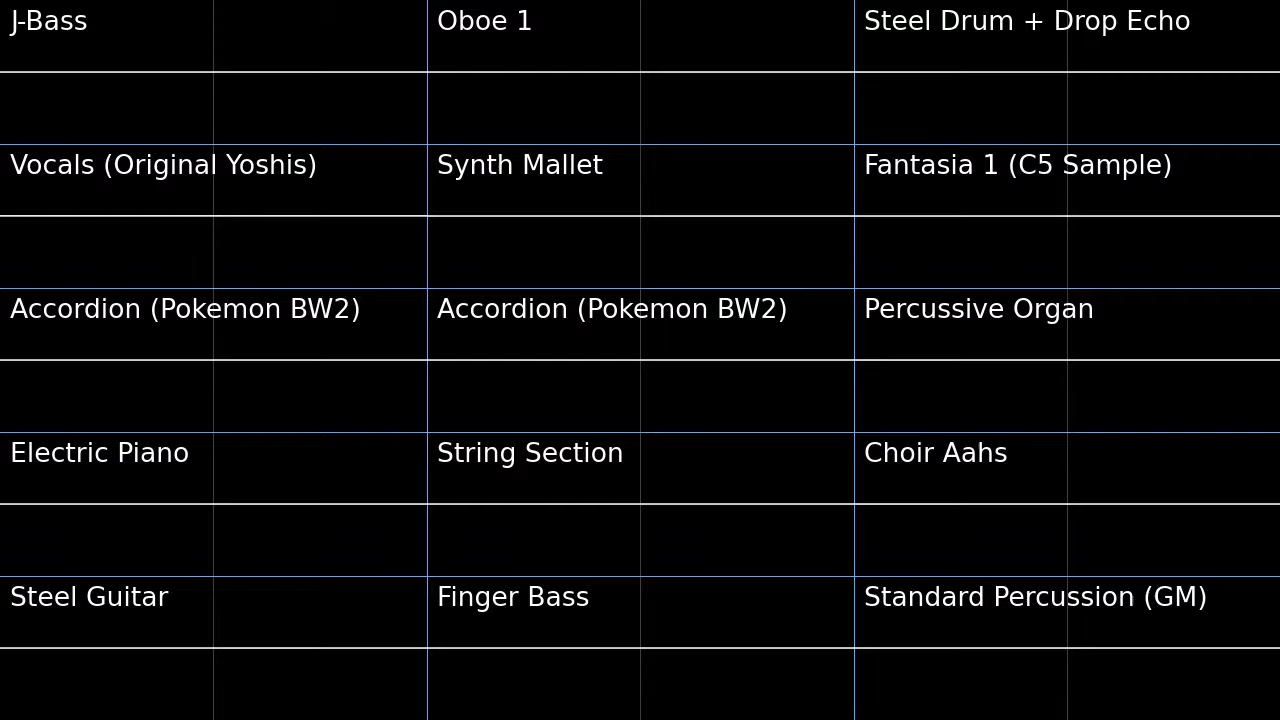 J-Bass
Oboe 1
Steel Drum + Drop Echo
Vocals (Original Yoshis)
Synth Mallet
Fantasia 1 (C5 Sample)
Accordion (Pokemon BW2)
Accordion (Pokemon BW2)
Percussive Organ
Electric Piano
String Section
Choir Aahs
Steel Guitar
Finger Bass
Standard Percussion (GM)